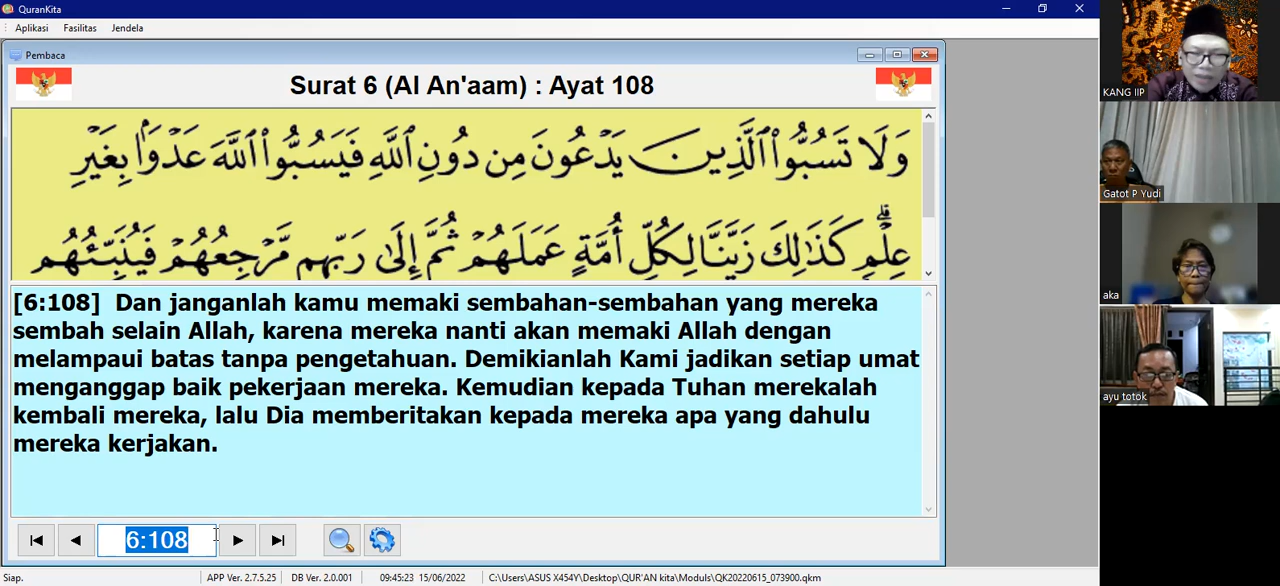 QuranKita
Aplikasi Fasilitas Jendela
Pembaca
Surat 6 (Al An'aam) : Ayat 108
وَلَا تَسُبُّوا۟ ٱلَّذِينَ يَدْعُونَ مِن دُونِ ٱللَّهِ فَيَسُبُّوا۟ ٱللَّهَ عَدْوًۢا بِغَيْرِ
عِلْمٍ ۗ كَذَٰلِكَ زَيَّنَّا لِكُلِّ أُمَّةٍ عَمَلَهُمْ ثُمَّ إِلَىٰ رَبِّهِم مَّرْجِعُهُمْ فَيُنَبِّئُهُم
[6:108] Dan janganlah kamu memaki sembahan-sembahan yang mereka
sembah selain Allah, karena mereka nanti akan memaki Allah dengan
melampaui batas tanpa pengetahuan. Demikianlah Kami jadikan setiap umat
menganggap baik pekerjaan mereka. Kemudian kepada Tuhan merekalah
kembali mereka, lalu Dia memberitakan kepada mereka apa yang dahulu
mereka kerjakan.
6:108
Siap. APP Ver. 2.7.5.25 DB Ver. 2.0.001 09:45:23 15/06/2022 C:\Users\ASUS X454Y\Desktop\QUR'AN kita\Moduls\QK20220615_073900.qkm
KANG IIP
Gatot P Yudi
aka
ayu totok